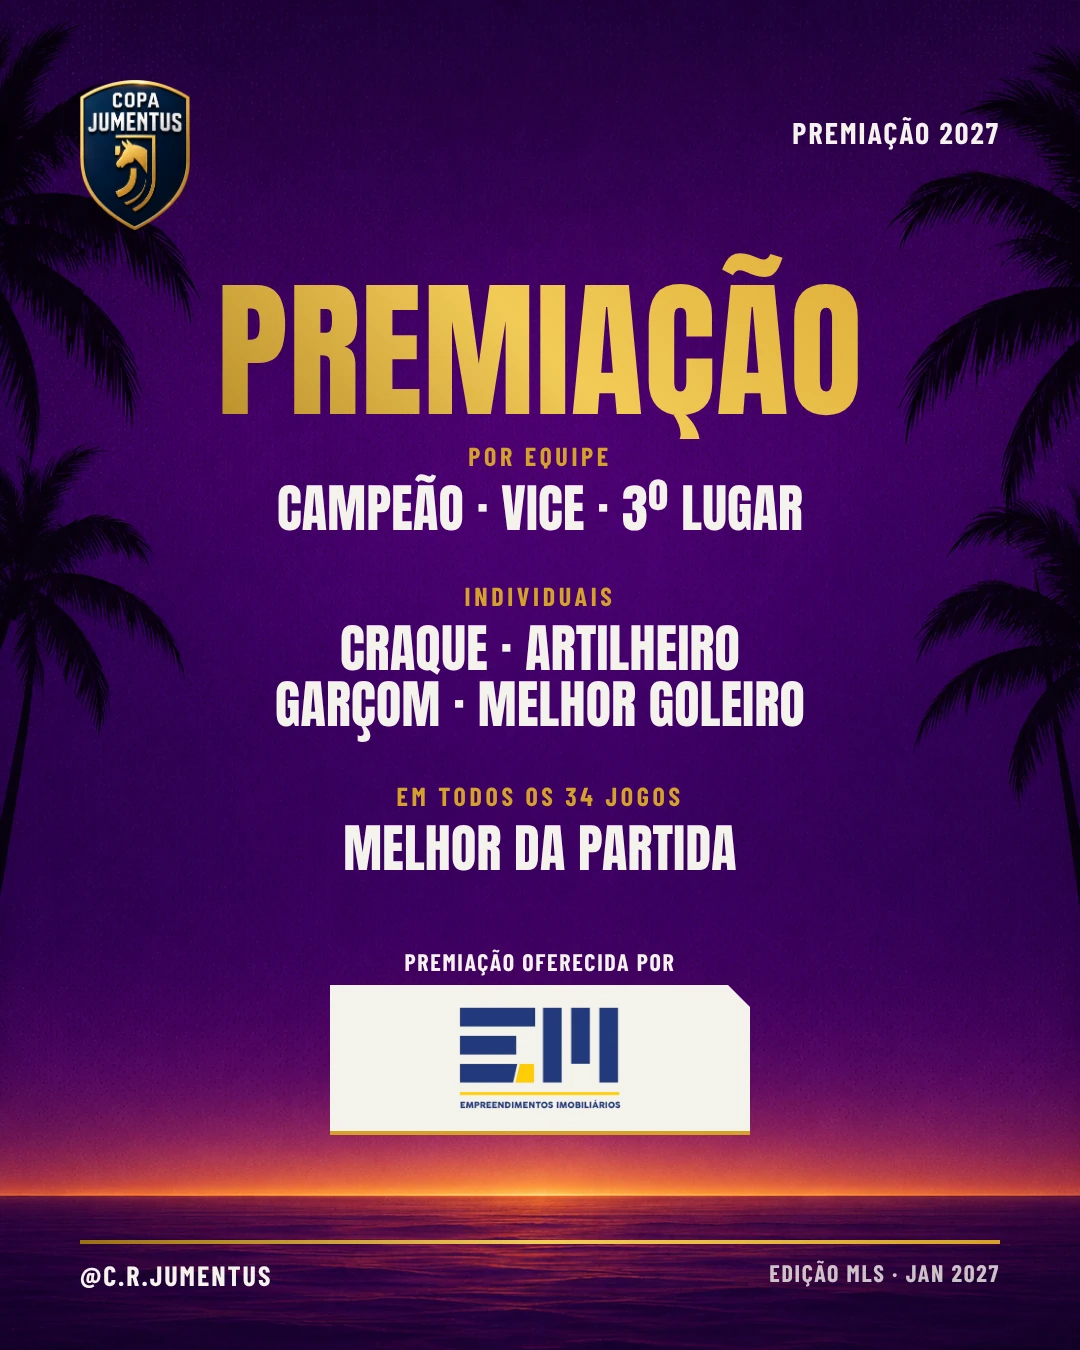 COPA
JUMENTUS
PREMIAÇÃO 2027
PREMIAÇÃO
POR EQUIPE
CAMPEÃO · VICE · 3º LUGAR
INDIVIDUAIS
CRAQUE · ARTILHEIRO
GARÇOM · MELHOR GOLEIRO
EM TODOS OS 34 JOGOS
MELHOR DA PARTIDA
PREMIAÇÃO OFERECIDA POR
EM
EMPREENDIMENTOS IMOBILIÁRIOS
@C.R.JUMENTUS
EDIÇÃO MLS · JAN 2027